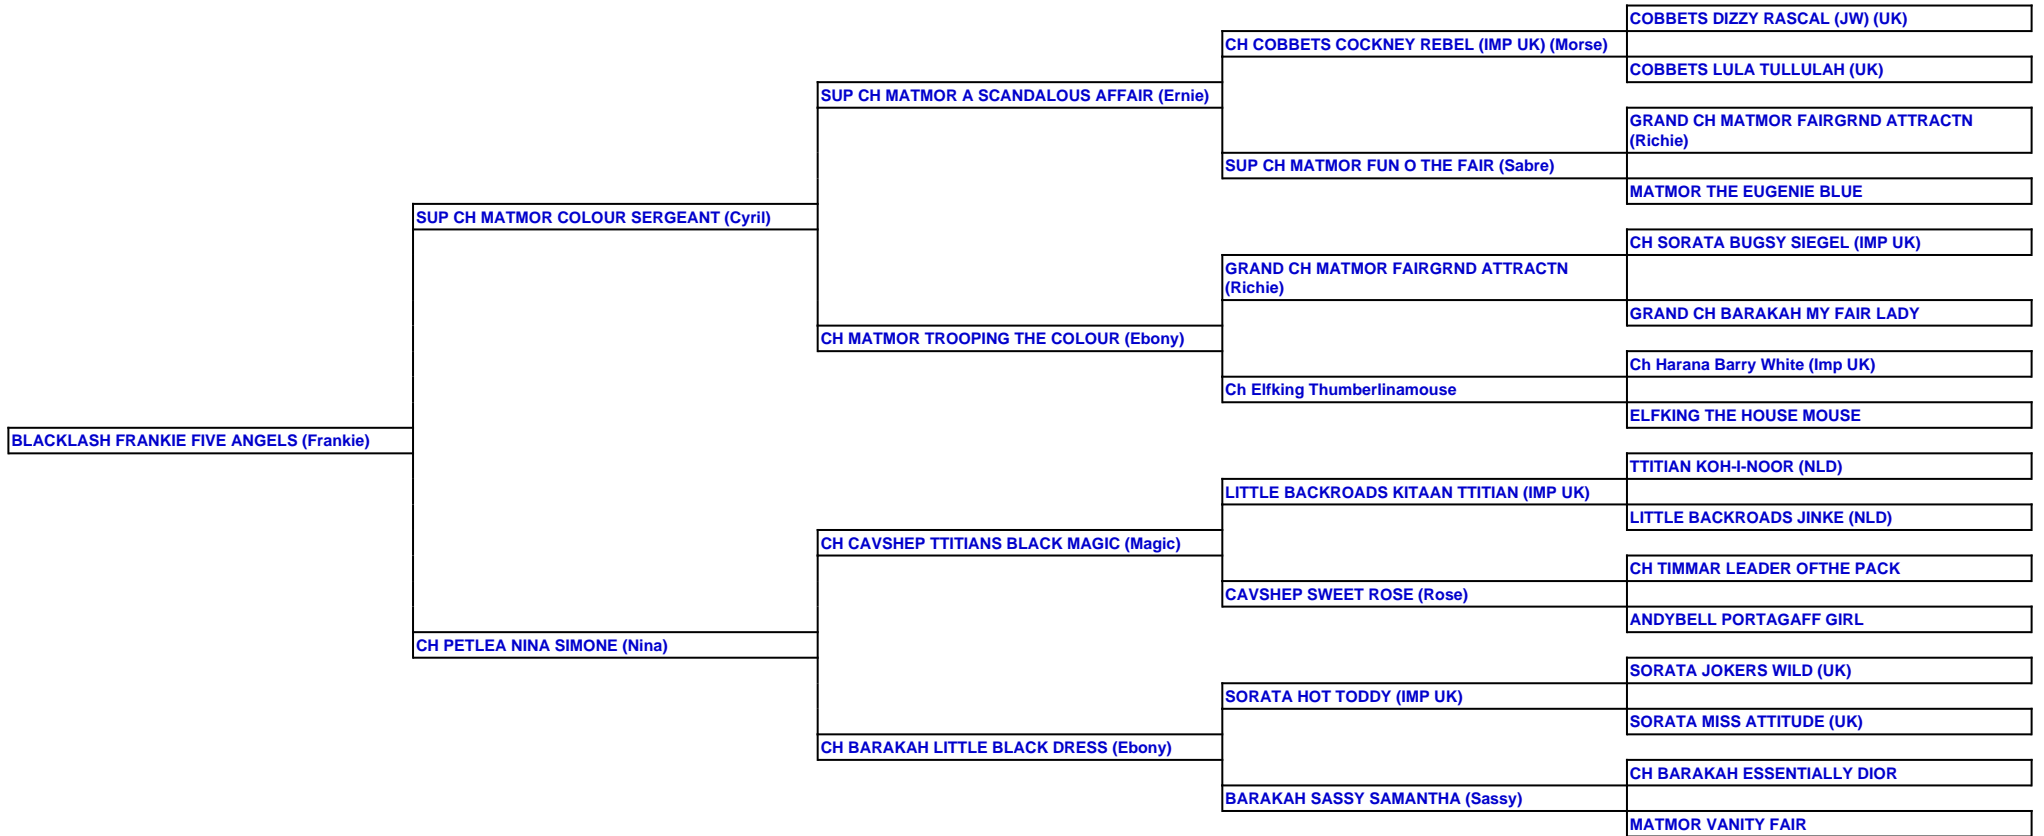 COBBETS DIZZY RASCAL (JW) (UK)
CH COBBETS COCKNEY REBEL (IMP UK) (Morse)
COBBETS LULA TULLULAH (UK)
SUP CH MATMOR A SCANDALOUS AFFAIR (Ernie)
GRAND CH MATMOR FAIRGRND ATTRACTN
(Richie)
SUP CH MATMOR FUN O THE FAIR (Sabre)
MATMOR THE EUGENIE BLUE
SUP CH MATMOR COLOUR SERGEANT (Cyril)
CH SORATA BUGSY SIEGEL (IMP UK)
GRAND CH MATMOR FAIRGRND ATTRACTN
(Richie)
GRAND CH BARAKAH MY FAIR LADY
CH MATMOR TROOPING THE COLOUR (Ebony)
Ch Harana Barry White (Imp UK)
Ch Elfking Thumberlinamouse
ELFKING THE HOUSE MOUSE
BLACKLASH FRANKIE FIVE ANGELS (Frankie)
TTITIAN KOH-I-NOOR (NLD)
LITTLE BACKROADS KITAAN TTITIAN (IMP UK)
LITTLE BACKROADS JINKE (NLD)
CH CAVSHEP TTITIANS BLACK MAGIC (Magic)
CH TIMMAR LEADER OFTHE PACK
CAVSHEP SWEET ROSE (Rose)
ANDYBELL PORTAGAFF GIRL
CH PETLEA NINA SIMONE (Nina)
SORATA JOKERS WILD (UK)
SORATA HOT TODDY (IMP UK)
SORATA MISS ATTITUDE (UK)
CH BARAKAH LITTLE BLACK DRESS (Ebony)
CH BARAKAH ESSENTIALLY DIOR
BARAKAH SASSY SAMANTHA (Sassy)
MATMOR VANITY FAIR